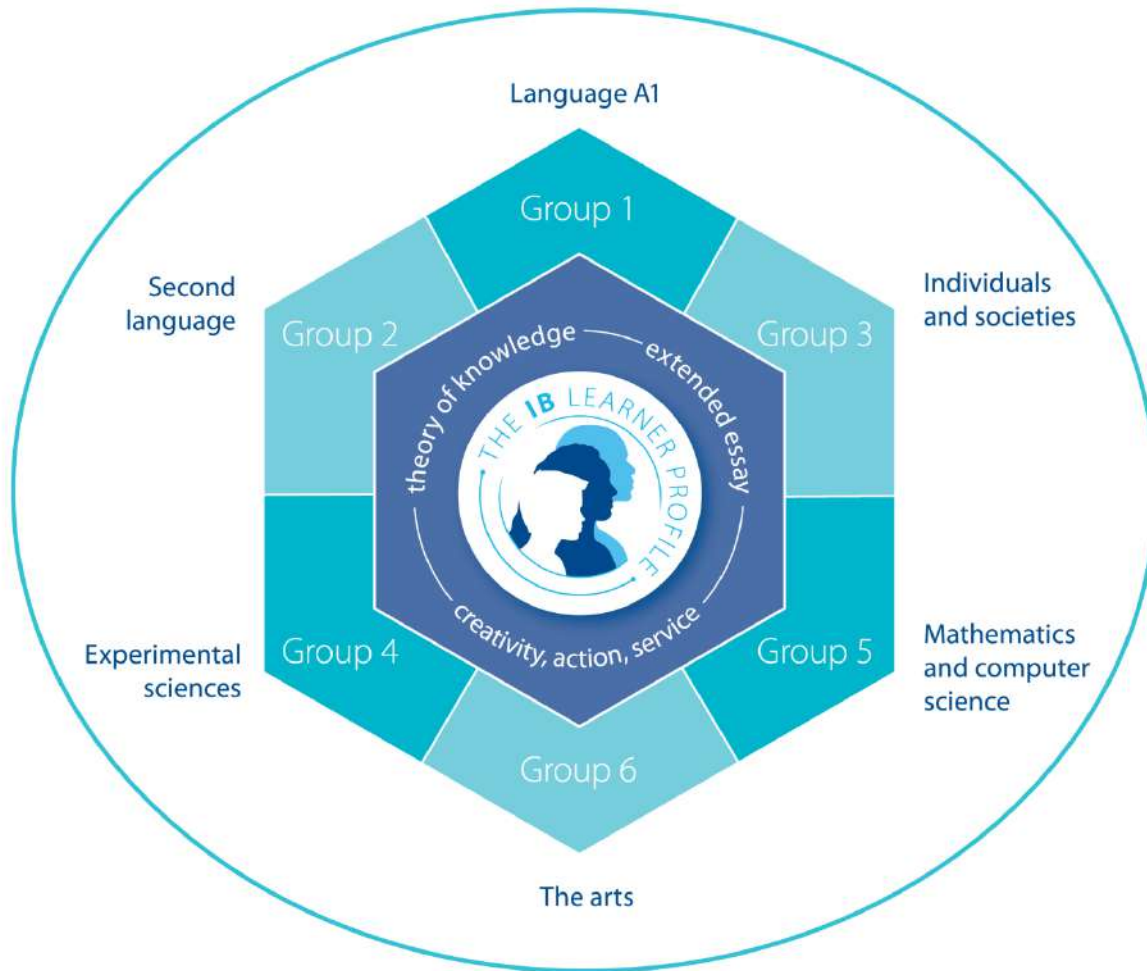 Language A1
Group 1
Second
language
Group 2
Individuals
and societies
Group 3
theory of knowledge
extended essay
THE IB LEARNER PROFILE
creativity, action, service
Experimental
sciences
Group 4
Mathematics
and computer
science
Group 5
Group 6
The arts